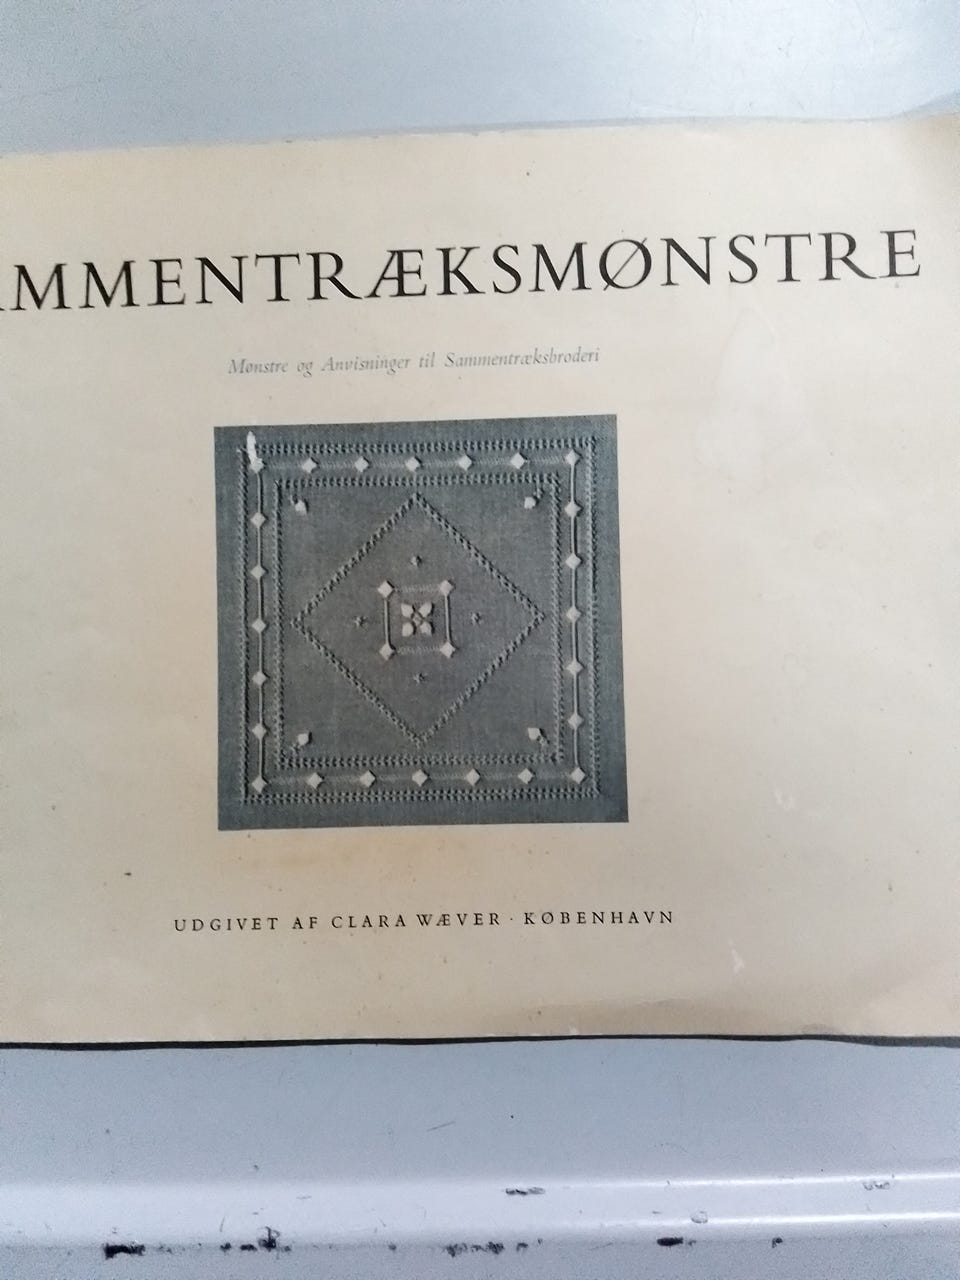 AMMENTRÆKSMØNSTRE
Mønstre og Anvisninger til Sammentræksbroderi
UDGIVET AF CLARA WÆVER · KØBENHAVN